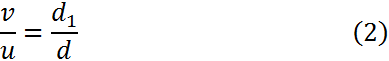 v/u = d₁/d (2)